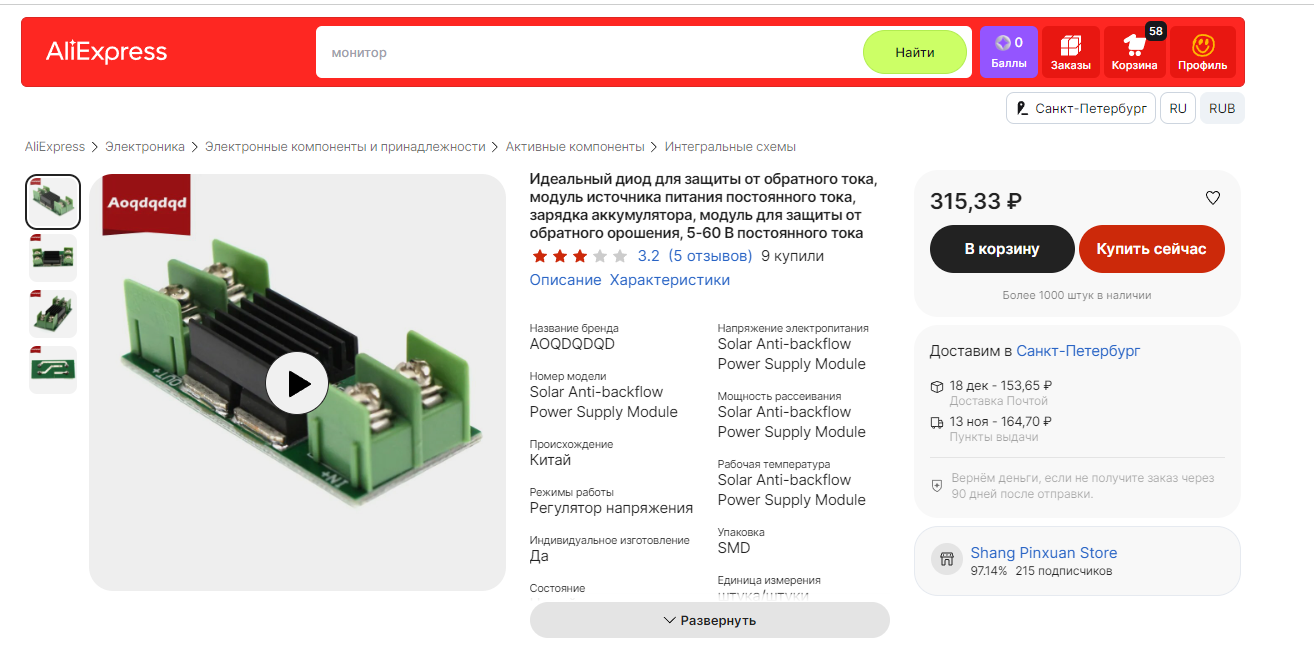 AliExpress
монитор
Найти
0
Баллы
Заказы
58
Корзина
Профиль
Санкт-Петербург
RU
RUB
AliExpress > Электроника > Электронные компоненты и принадлежности > Активные компоненты > Интегральные схемы
Aoqdqdqd
OUT+
IN+
Идеальный диод для защиты от обратного тока,
модуль источника питания постоянного тока,
зарядка аккумулятора, модуль для защиты от
обратного орошения, 5-60 В постоянного тока
3.2 (5 отзывов) 9 купили
Описание Характеристики
Название бренда
AOQDQDQD
Номер модели
Solar Anti-backflow
Power Supply Module
Происхождение
Китай
Режимы работы
Регулятор напряжения
Индивидуальное изготовление
Да
Состояние
Напряжение электропитания
Solar Anti-backflow
Power Supply Module
Мощность рассеивания
Solar Anti-backflow
Power Supply Module
Рабочая температура
Solar Anti-backflow
Power Supply Module
Упаковка
SMD
Единица измерения
штука/штуки
Развернуть
315,33 ₽
В корзину
Купить сейчас
Более 1000 штук в наличии
Доставим в Санкт-Петербург
18 дек - 153,65 ₽
Доставка Почтой
13 ноя - 164,70 ₽
Пункты выдачи
Вернём деньги, если не получите заказ через
90 дней после отправки.
Shang Pinxuan Store
97.14% 215 подписчиков